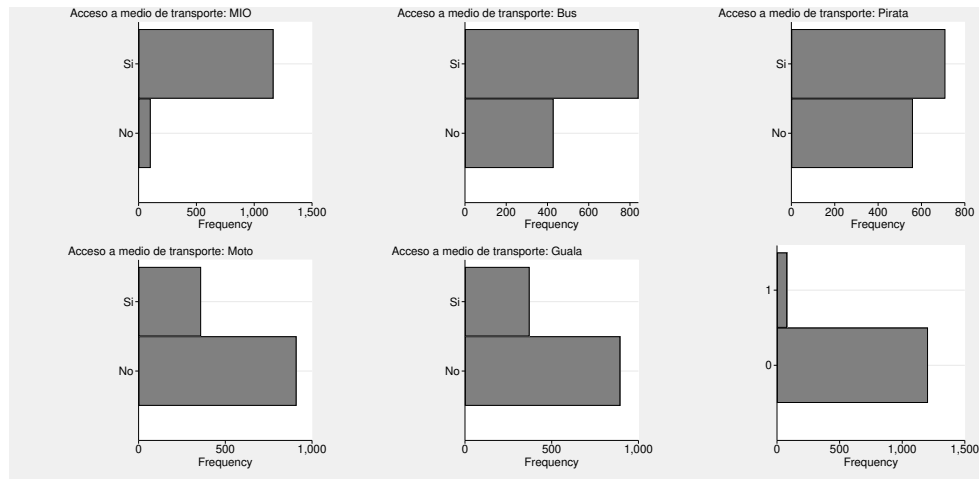 Acceso a medio de transporte: MIO
Si
No
0 500 1,000 1,500
Frequency
Acceso a medio de transporte: Bus
Si
No
0 200 400 600 800
Frequency
Acceso a medio de transporte: Pirata
Si
No
0 200 400 600 800
Frequency
Acceso a medio de transporte: Moto
Si
No
0 500 1,000
Frequency
Acceso a medio de transporte: Guala
Si
No
0 500 1,000
Frequency
1
0
0 500 1,000 1,500
Frequency